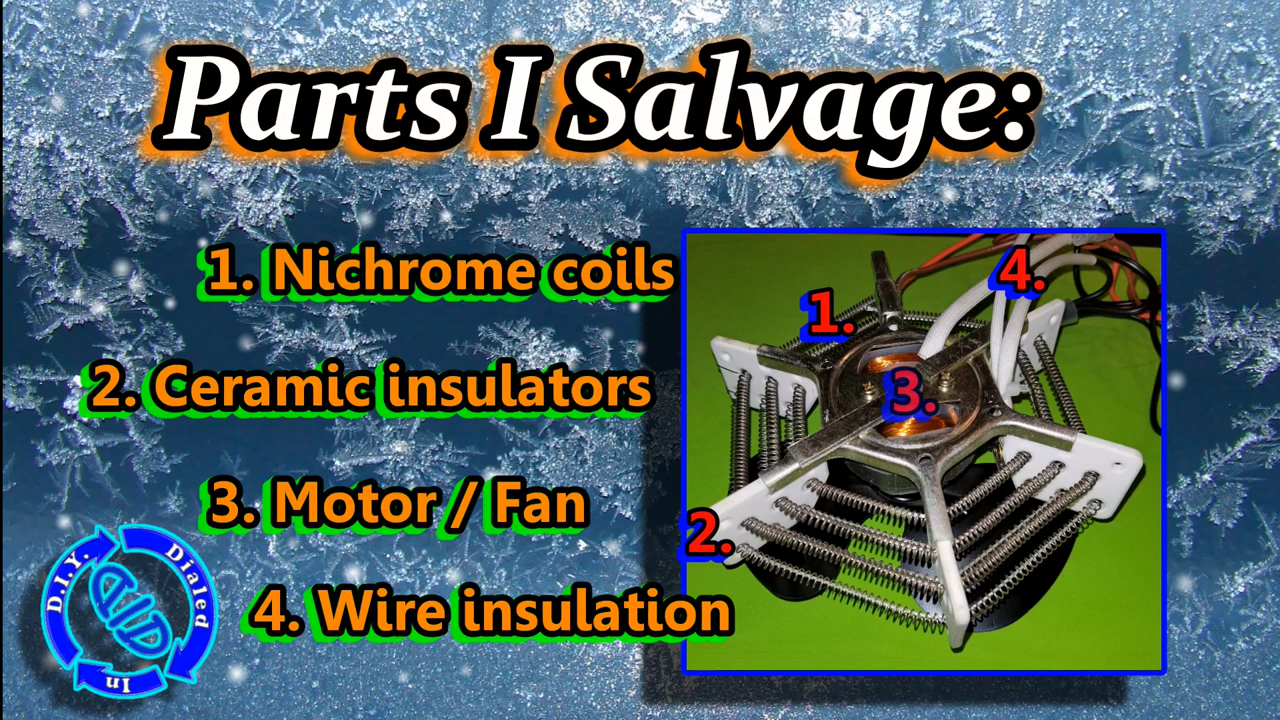 Parts I Salvage:
1. Nichrome coils
2. Ceramic insulators
3. Motor / Fan
4. Wire insulation
1.
4.
3.
2.
D.I.Y.
Dialed
In
DID